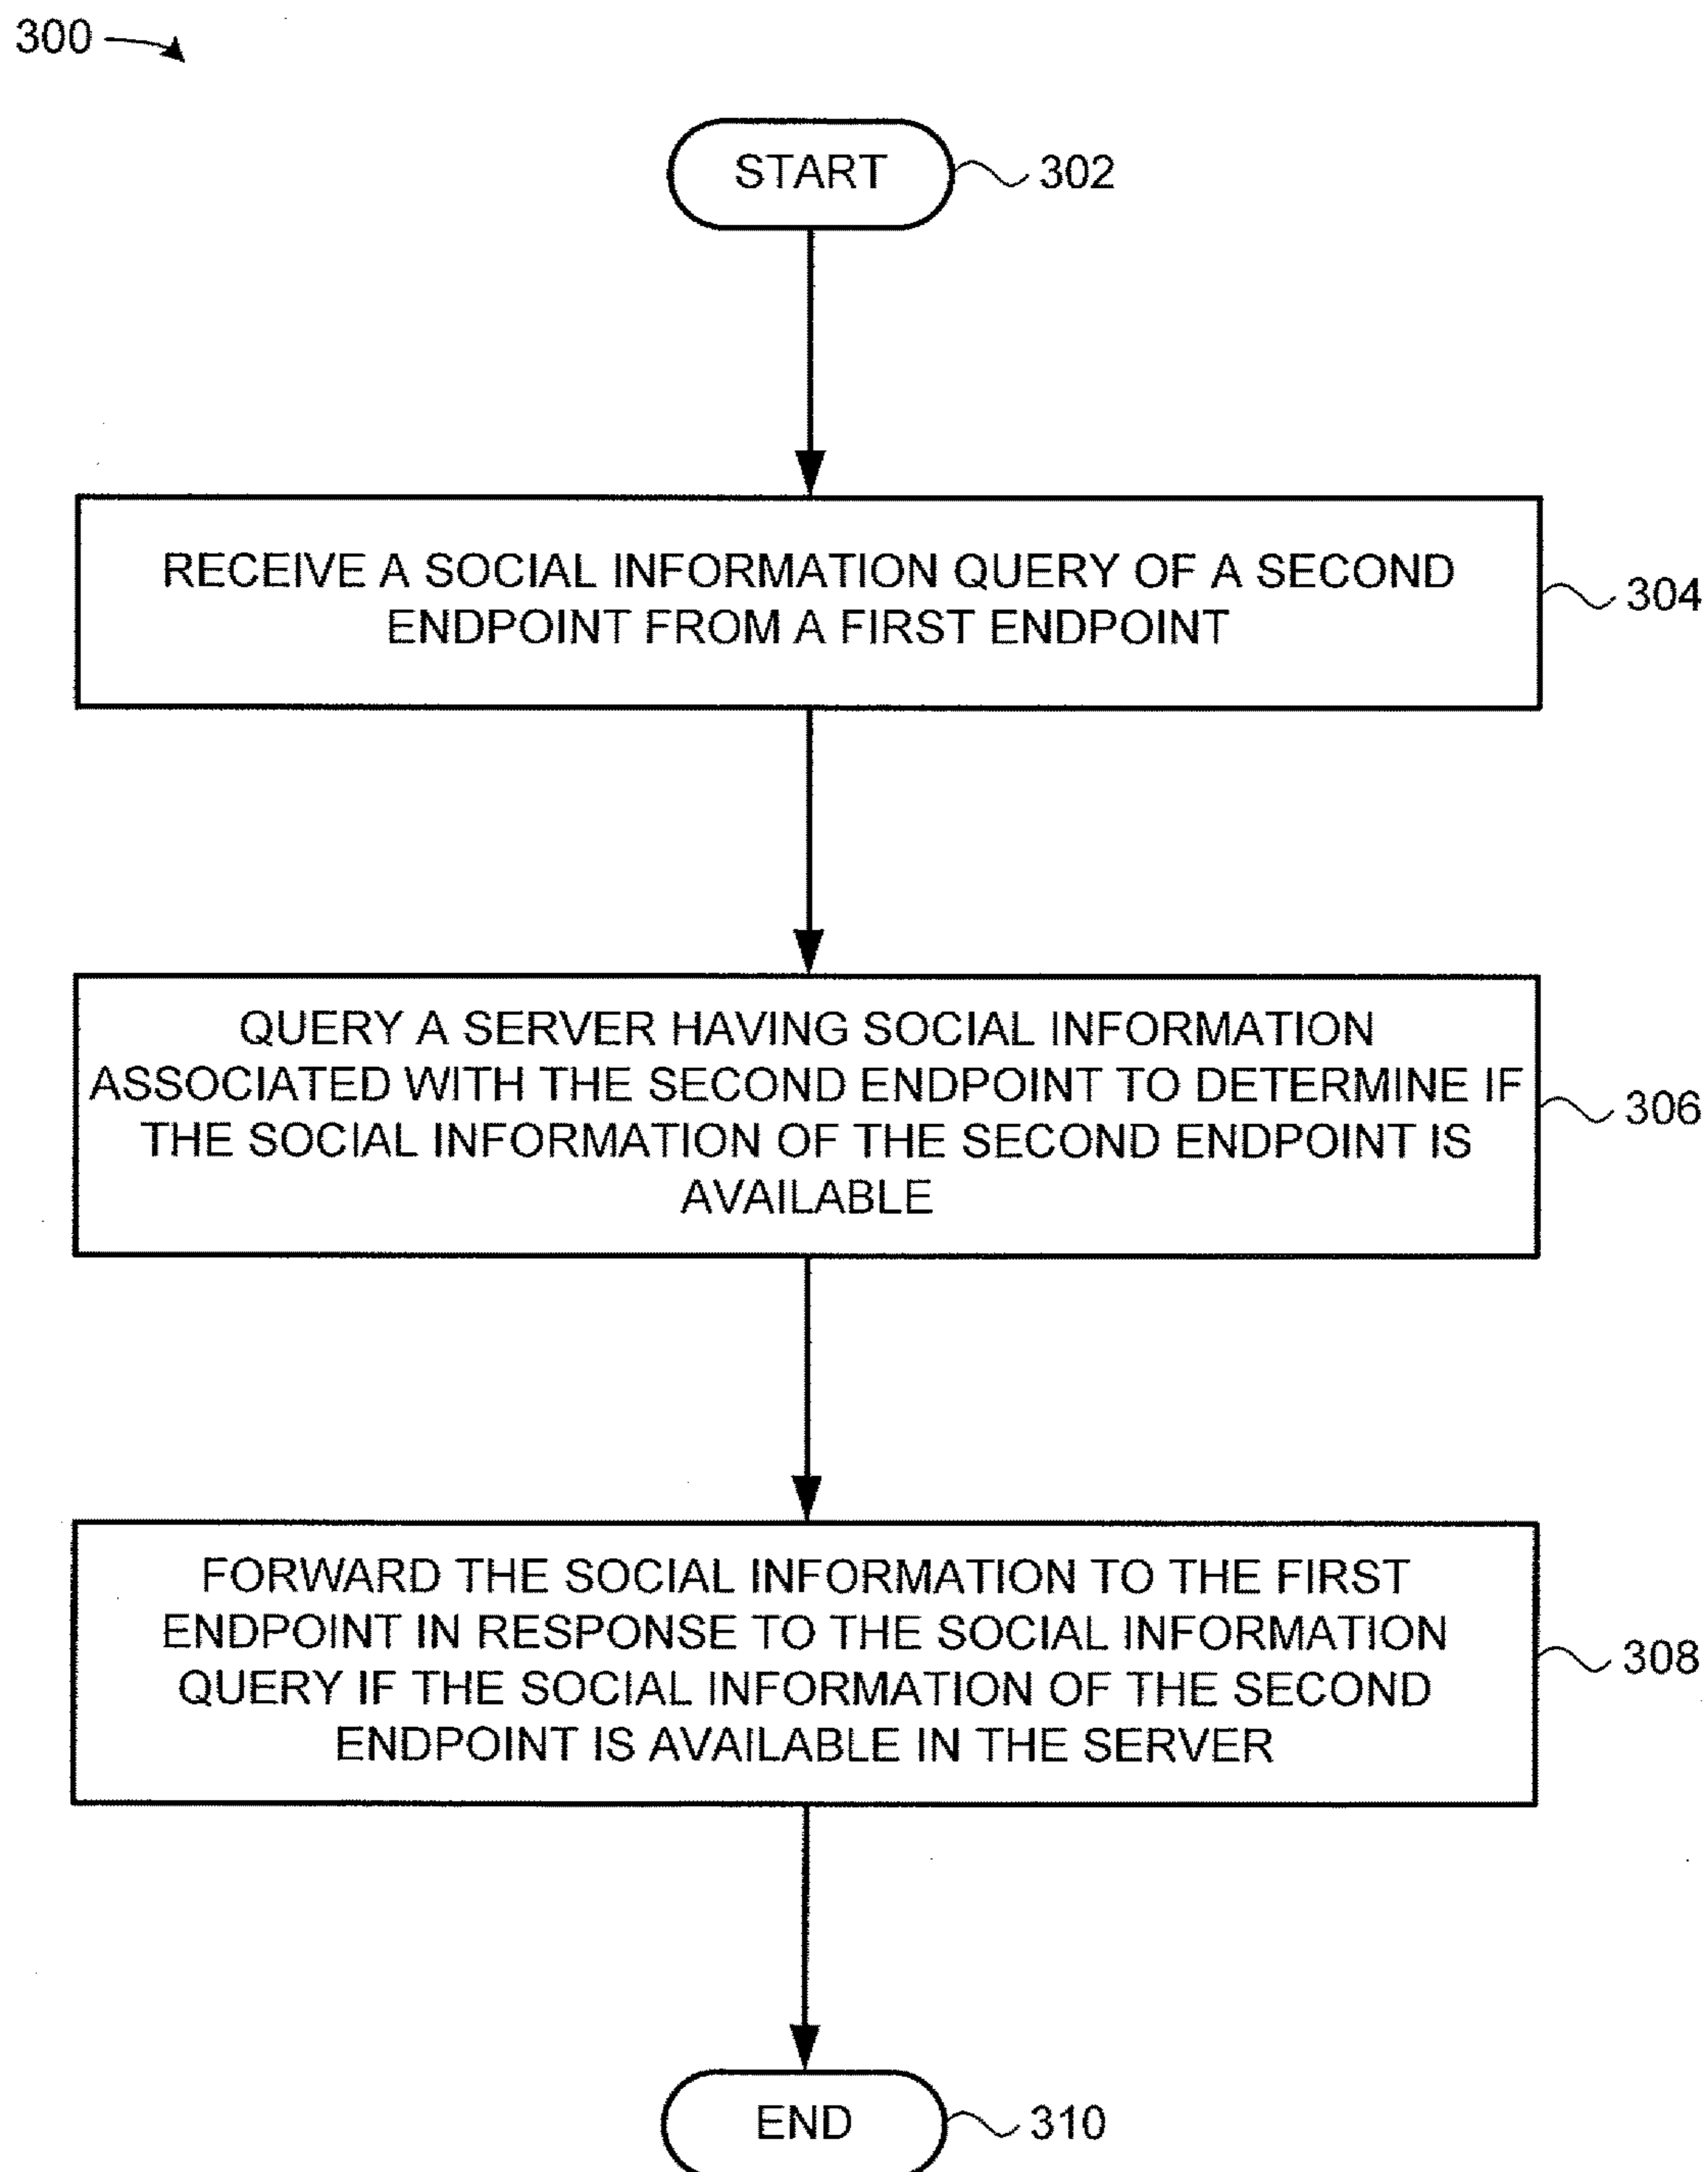 300
START
302
RECEIVE A SOCIAL INFORMATION QUERY OF A SECOND
ENDPOINT FROM A FIRST ENDPOINT
304
QUERY A SERVER HAVING SOCIAL INFORMATION
ASSOCIATED WITH THE SECOND ENDPOINT TO DETERMINE IF
THE SOCIAL INFORMATION OF THE SECOND ENDPOINT IS
AVAILABLE
306
FORWARD THE SOCIAL INFORMATION TO THE FIRST
ENDPOINT IN RESPONSE TO THE SOCIAL INFORMATION
QUERY IF THE SOCIAL INFORMATION OF THE SECOND
ENDPOINT IS AVAILABLE IN THE SERVER
308
END
310